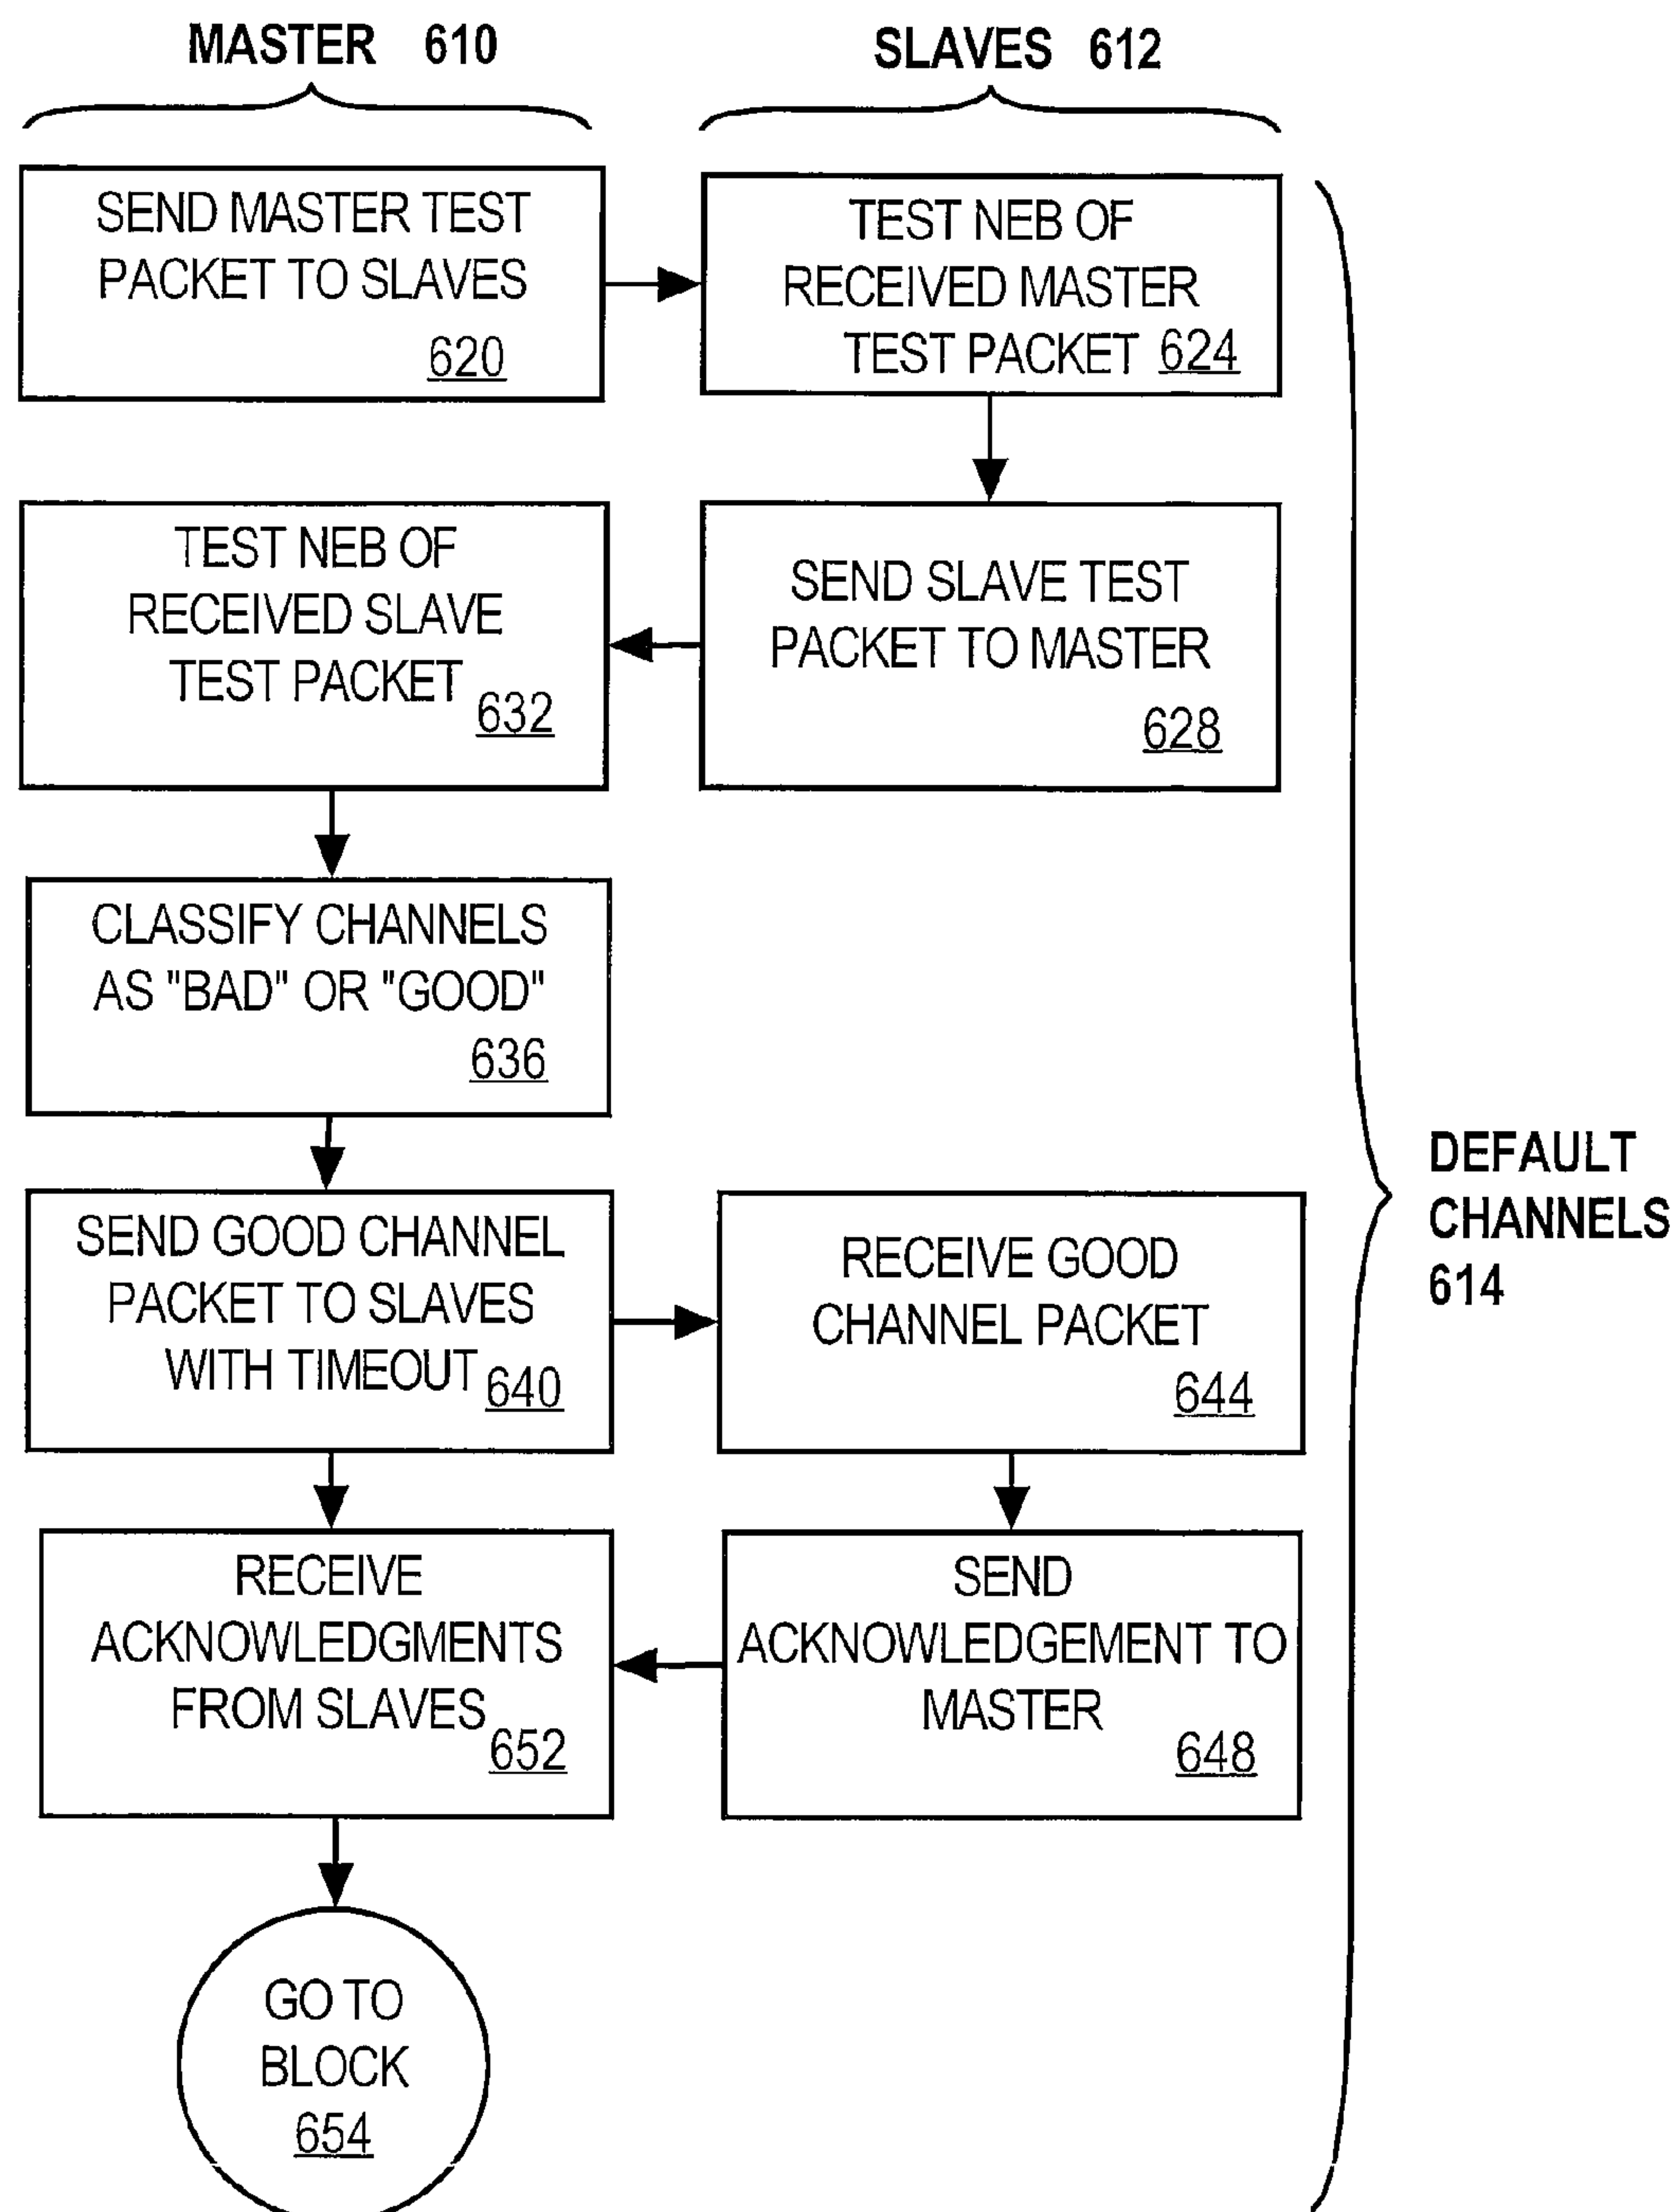 MASTER 610
SLAVES 612
SEND MASTER TEST
PACKET TO SLAVES
620
TEST NEB OF
RECEIVED MASTER
TEST PACKET 624
TEST NEB OF
RECEIVED SLAVE
TEST PACKET
632
SEND SLAVE TEST
PACKET TO MASTER
628
CLASSIFY CHANNELS
AS "BAD" OR "GOOD"
636
DEFAULT
CHANNELS
614
SEND GOOD CHANNEL
PACKET TO SLAVES
WITH TIMEOUT 640
RECEIVE GOOD
CHANNEL PACKET
644
RECEIVE
ACKNOWLEDGMENTS
FROM SLAVES
652
SEND
ACKNOWLEDGEMENT TO
MASTER
648
GO TO
BLOCK
654